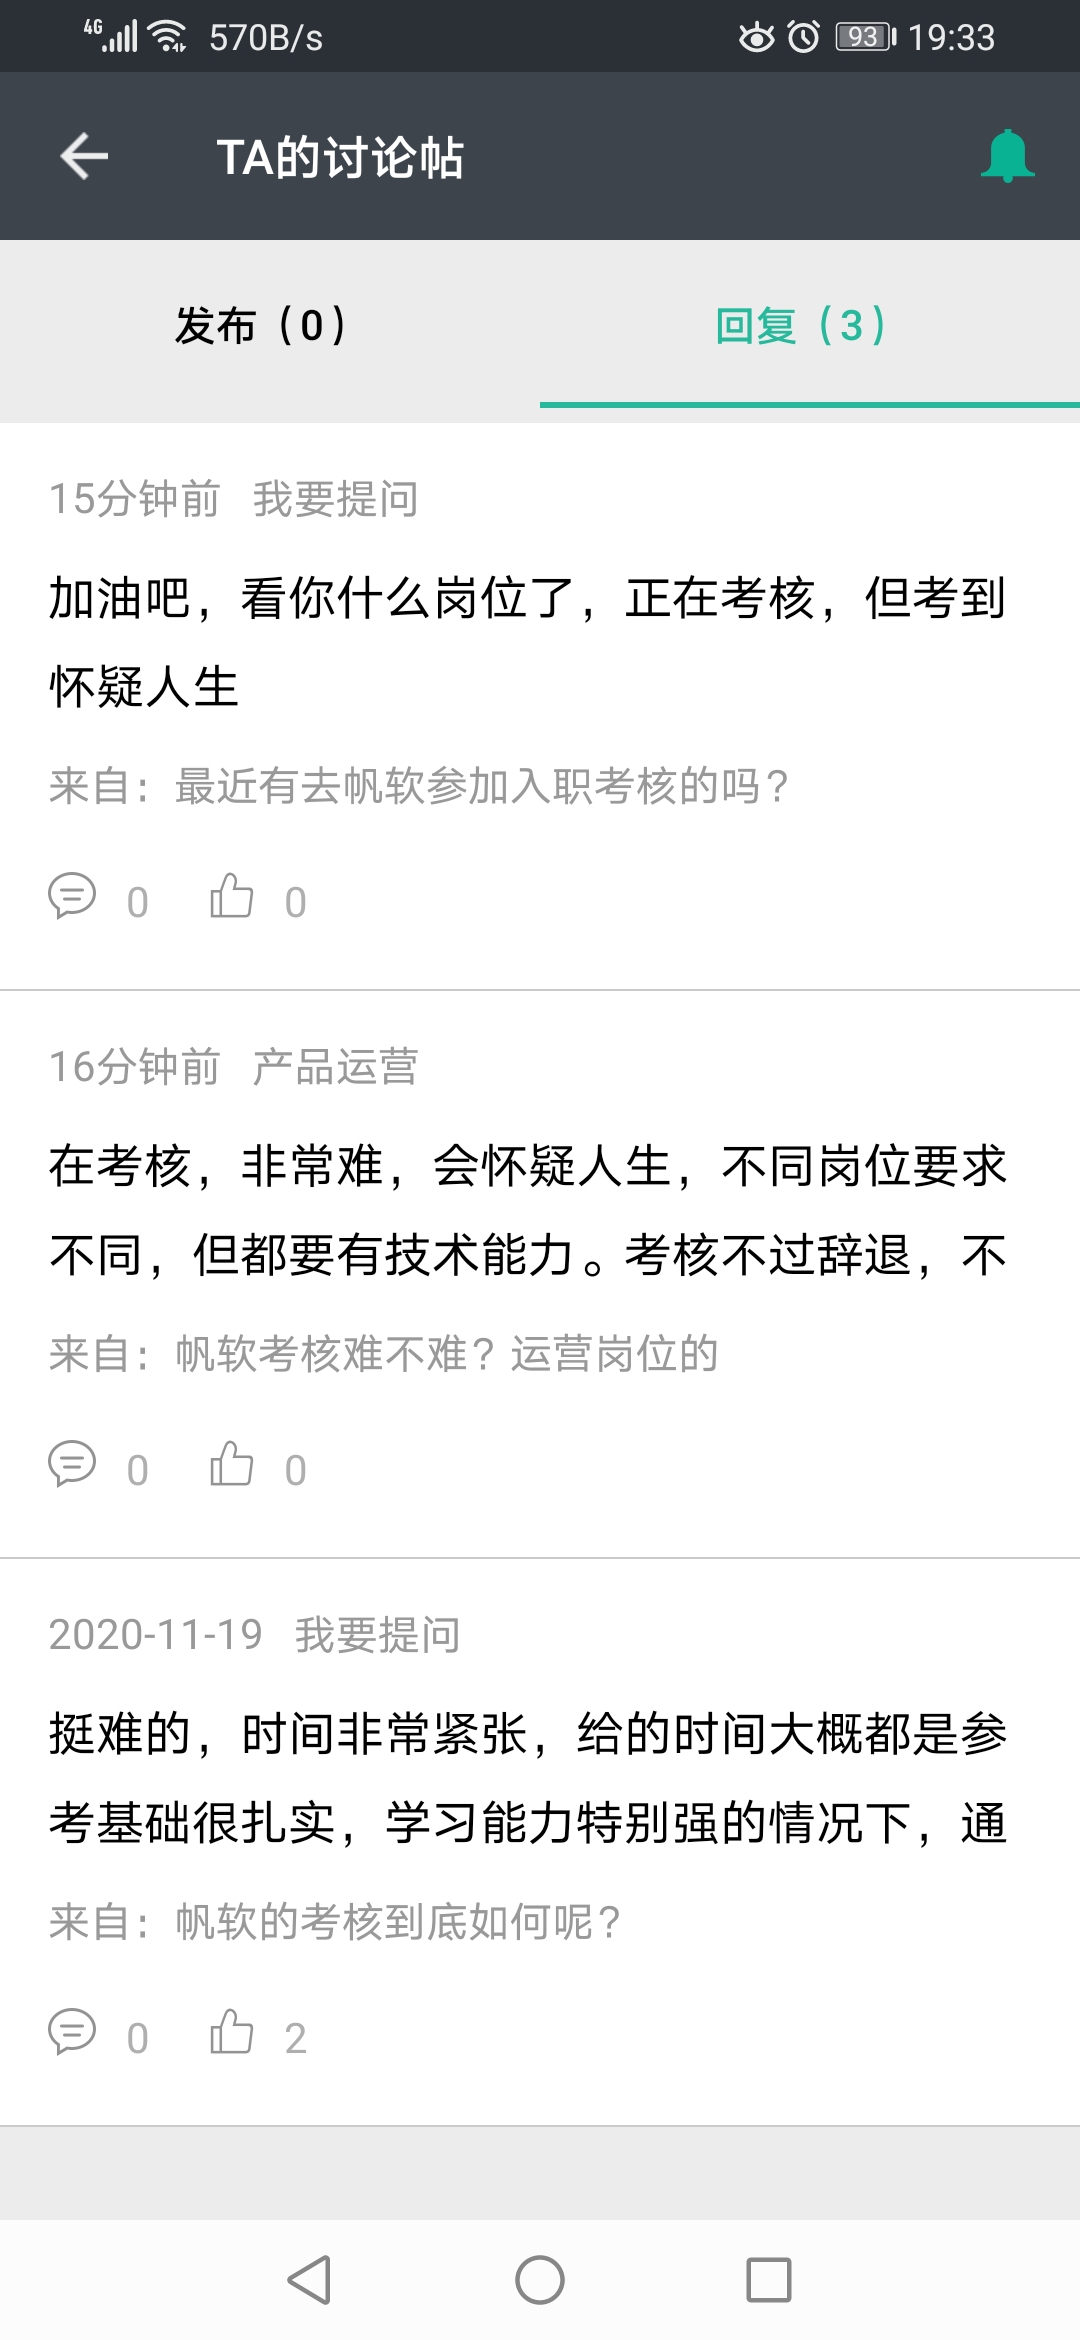 4G 570B/s 93 19:33
TA的讨论帖
发布（0） 回复（3）
15分钟前 我要提问
加油吧，看你什么岗位了，正在考核，但考到
怀疑人生
来自：最近有去帆软参加入职考核的吗？
0 0
16分钟前 产品运营
在考核，非常难，会怀疑人生，不同岗位要求
不同，但都要有技术能力。考核不过辞退，不
来自：帆软考核难不难？运营岗位的
0 0
2020-11-19 我要提问
挺难的，时间非常紧张，给的时间大概都是参
考基础很扎实，学习能力特别强的情况下，通
来自：帆软的考核到底如何呢？
0 2